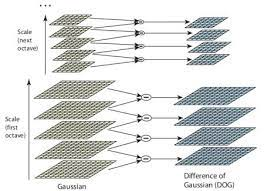 ...
Scale
(next
octave)
Scale
(first
octave)
Gaussian
Difference of
Gaussian (DOG)